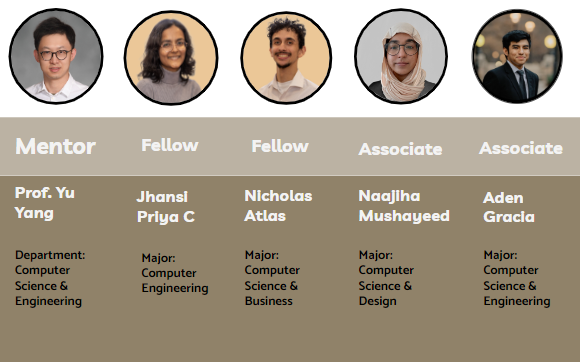 Mentor
Fellow
Fellow
Associate
Associate
Prof. Yu
Yang
Jhansi
Priya C
Nicholas
Atlas
Naajiha
Mushayeed
Aden
Gracia
Department:
Computer
Science &
Engineering
Major:
Computer
Engineering
Major:
Computer
Science &
Business
Major:
Computer
Science &
Design
Major:
Computer
Science &
Engineering